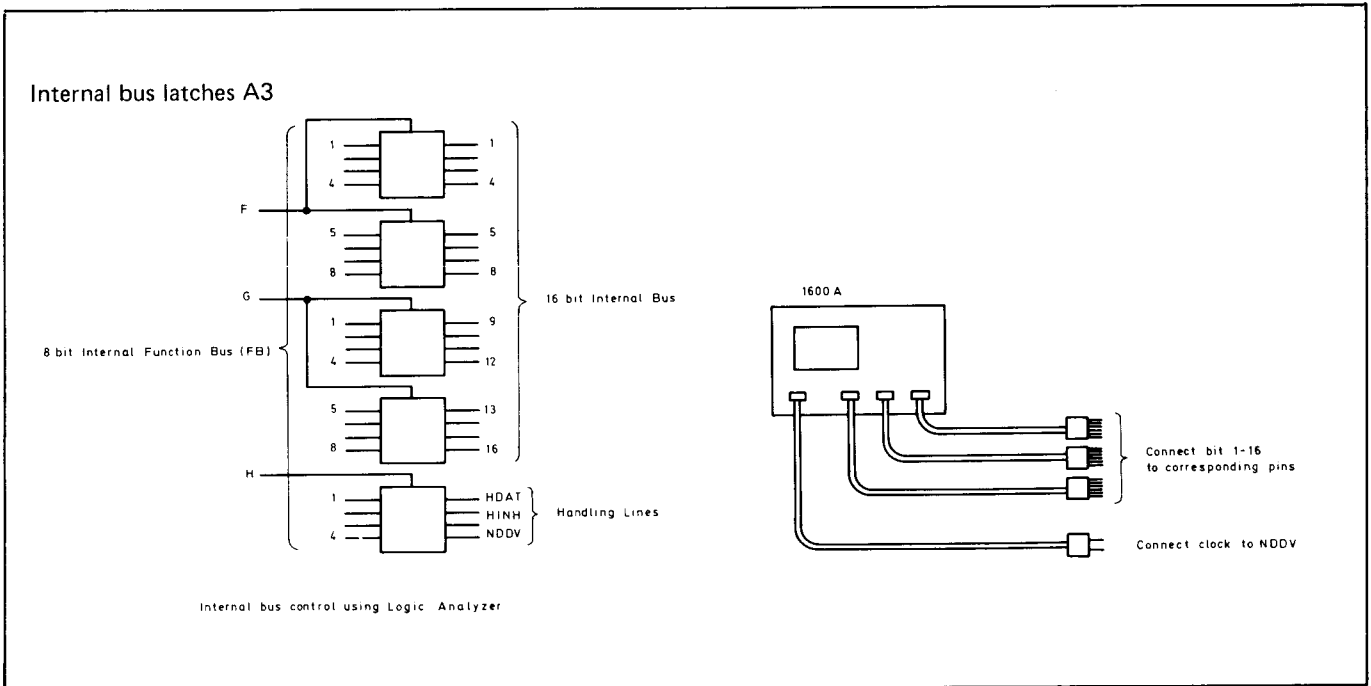 Internal bus latches A3
1 1
4 4
F
5 5
8 8
G
16 bit Internal Bus
1 9
8 bit Internal Function Bus (FB)
4 12
5 13
8 16
H
1 HDAT
HINH
Handling Lines
4 NDDV
Internal bus control using Logic Analyzer
1600 A
Connect bit 1-16
to corresponding pins
Connect clock to NDDV